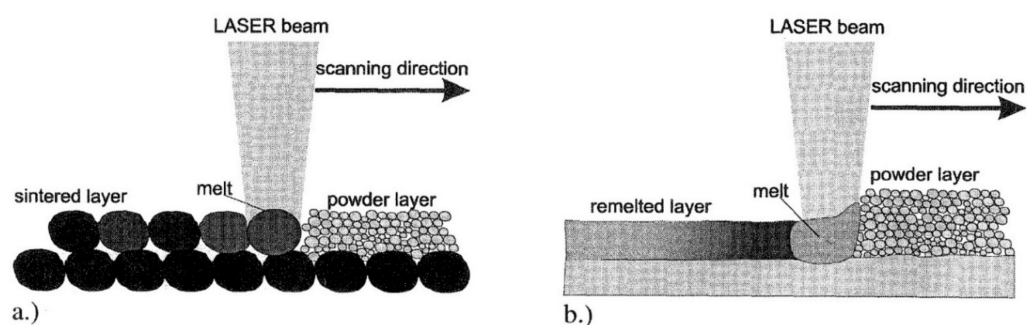 LASER beam
scanning direction
sintered layer
melt
powder layer
a.)
LASER beam
scanning direction
powder layer
melt
remelted layer
b.)